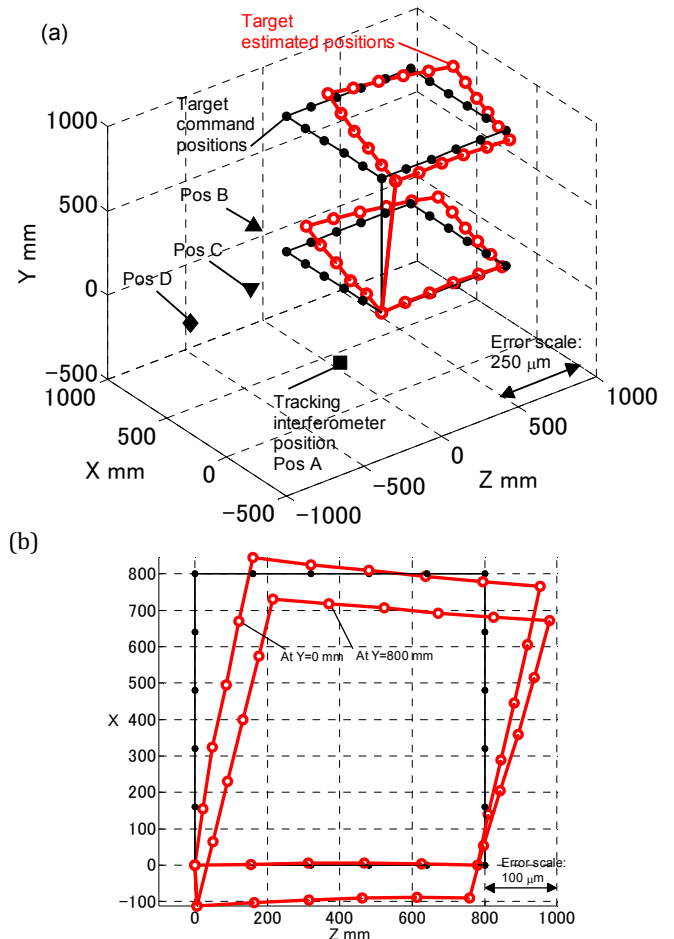 (a)
Target
estimated positions
Target
command
positions
1000
500
0
-500
Y mm
Pos B
Pos C
Pos D
Error scale:
250 μm
Tracking
interferometer
position
Pos A
1000
500
0
-500
X mm
-1000
-500
0
500
1000
Z mm
(b)
800
700
600
500
400
300
200
100
0
-100
X
At Y=0 mm
At Y=800 mm
Error scale:
100 μm
0
200
400
600
800
1000
Z mm